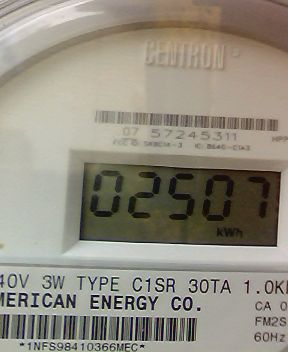 CENTRON
07 57245311
02507
kWh
40V 3W TYPE C1SR 30TA 1.0K
MERICAN ENERGY CO.
CA 0
FM2S
60Hz
*1NFS98410366MEC*